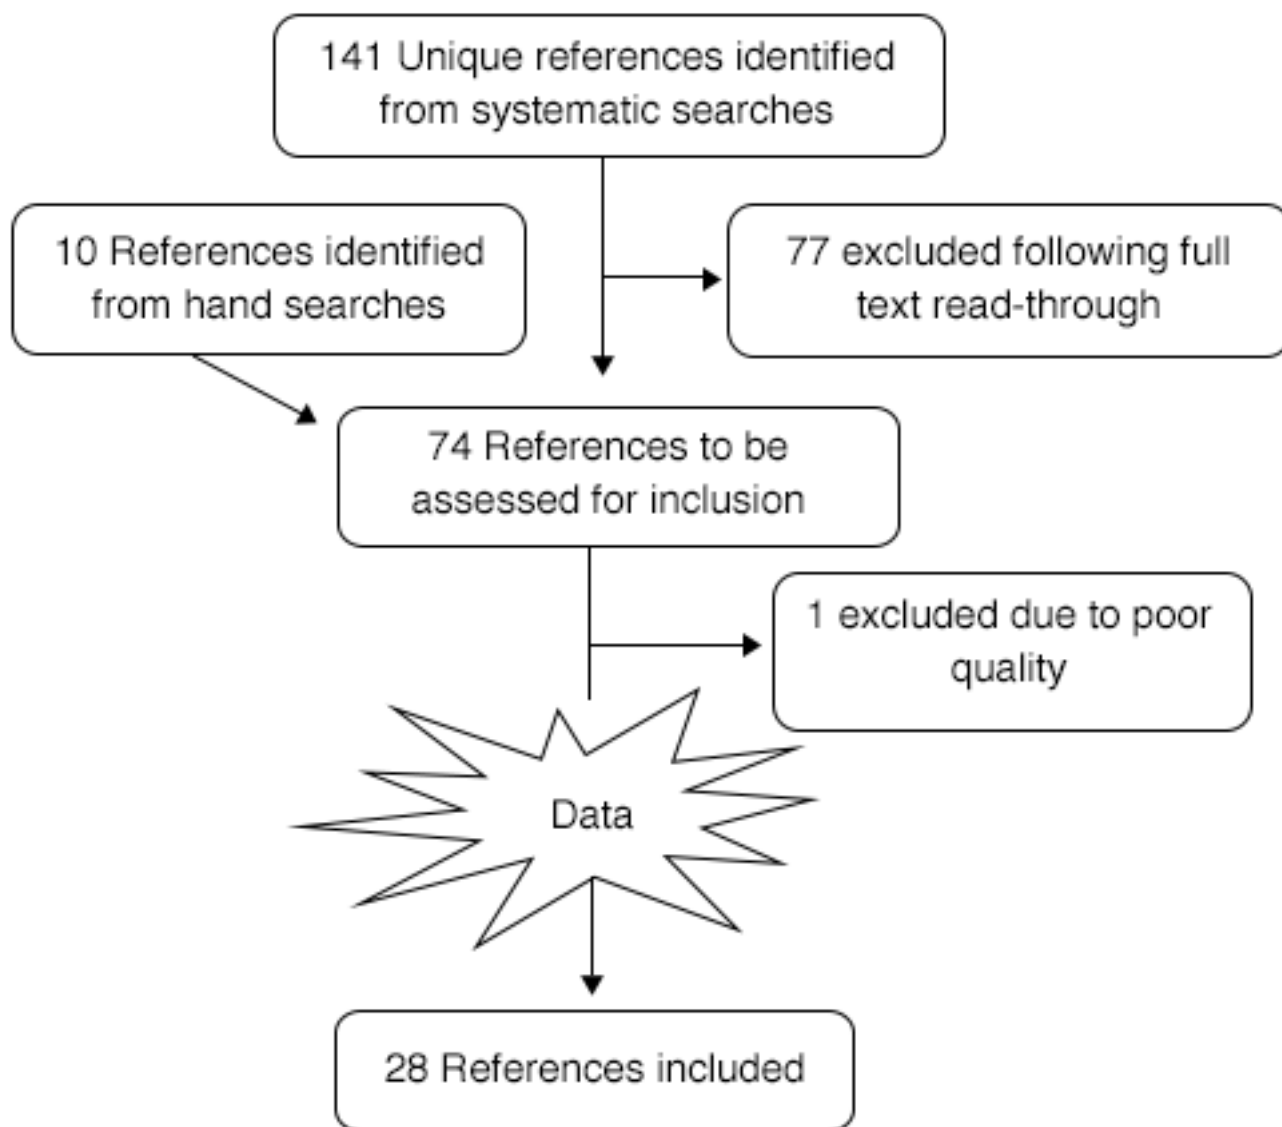 141 Unique references identified
from systematic searches
10 References identified
from hand searches
77 excluded following full
text read-through
74 References to be
assessed for inclusion
1 excluded due to poor
quality
Data
28 References included